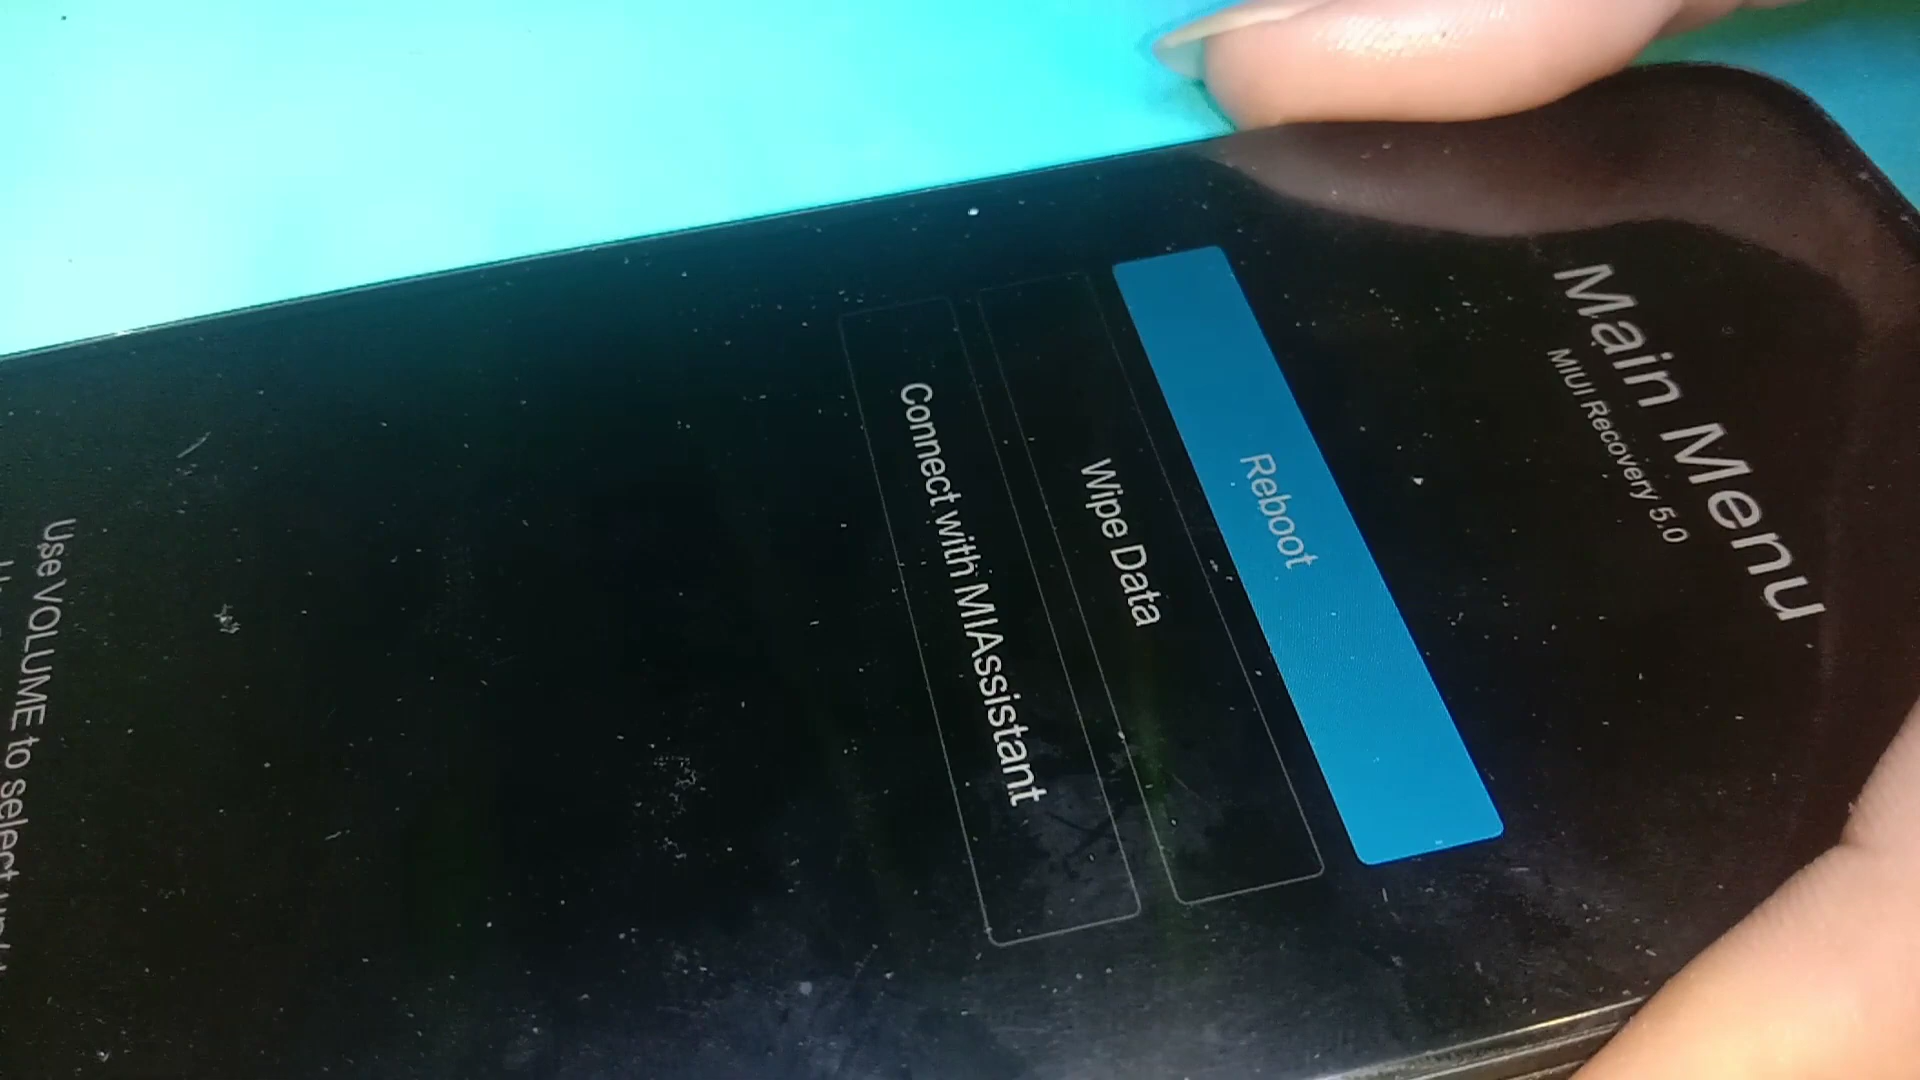 Main Menu
MIUI Recovery 5.0
Reboot
Wipe Data
Connect with MIAssistant
Use VOLUME to select